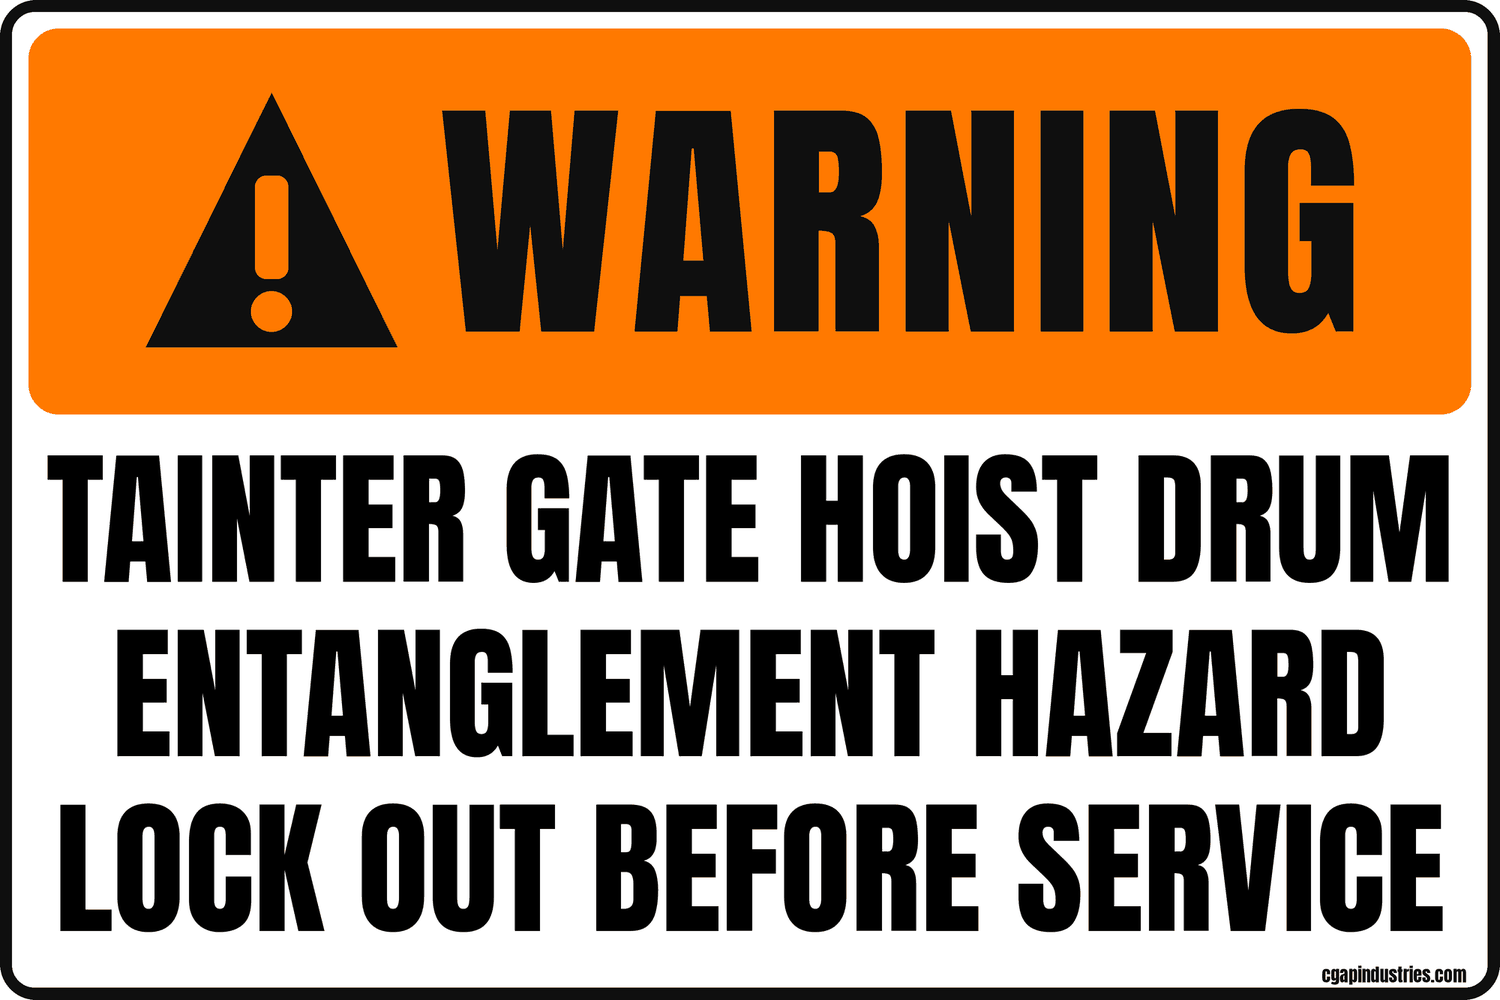 WARNING
TAINTER GATE HOIST DRUM
ENTANGLEMENT HAZARD
LOCK OUT BEFORE SERVICE
cgapindustries.com